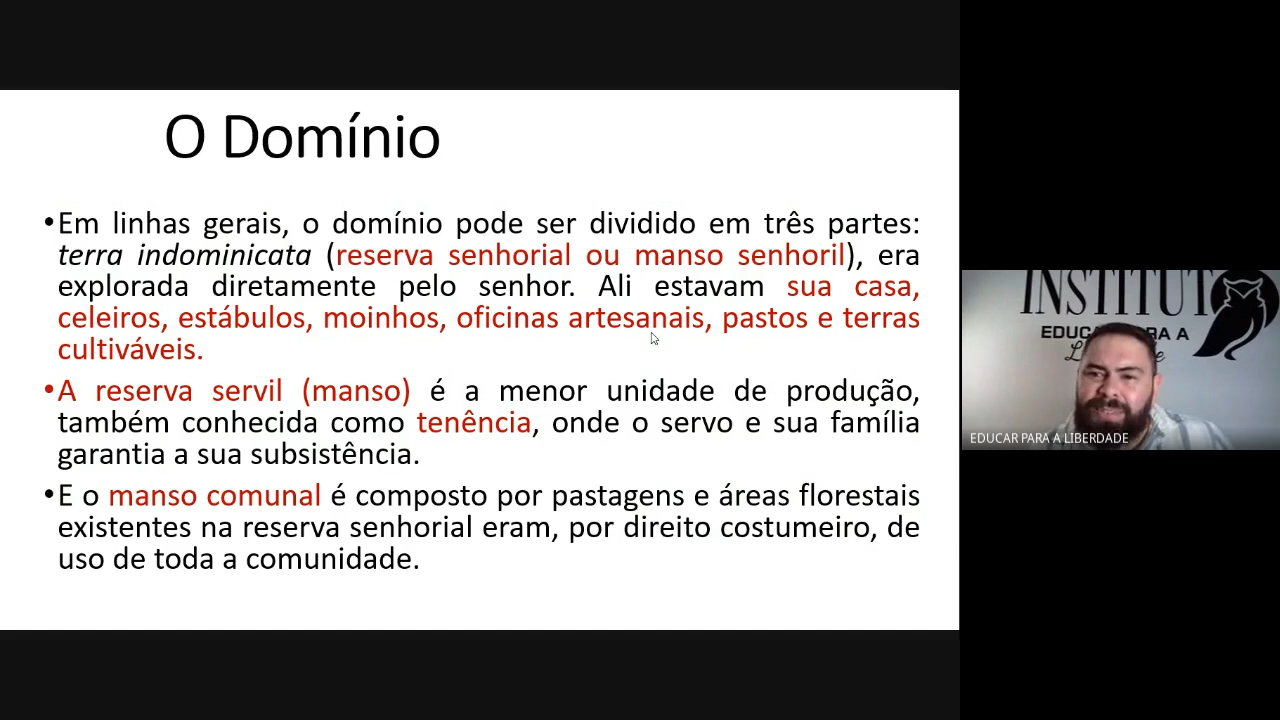 O Domínio
•Em linhas gerais, o domínio pode ser dividido em três partes:
terra indominicata (reserva senhorial ou manso senhoril), era
explorada diretamente pelo senhor. Ali estavam sua casa,
celeiros, estábulos, moinhos, oficinas artesanais, pastos e terras
cultiváveis.
•A reserva servil (manso) é a menor unidade de produção,
também conhecida como tenência, onde o servo e sua família
garantia a sua subsistência.
•E o manso comunal é composto por pastagens e áreas florestais
existentes na reserva senhorial eram, por direito costumeiro, de
uso de toda a comunidade.
INSTITUT
EDUC RA A
EDUCAR PARA A LIBERDADE